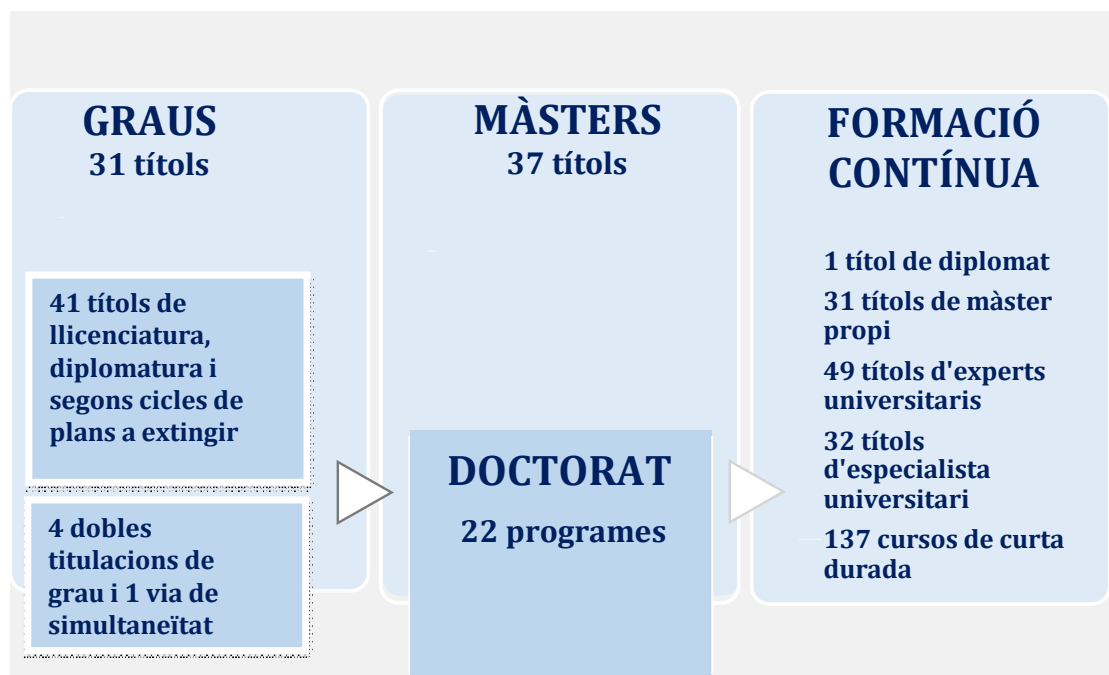 GRAUS
31 títols
41 títols de
llicenciatura,
diplomatura i
segons cicles de
plans a extingir
4 dobles
titulacions de
grau i 1 via de
simultaneïtat
MÀSTERS
37 títols
DOCTORAT
22 programes
FORMACIÓ
CONTÍNUA
1 títol de diplomat
31 títols de màster
propi
49 títols d'experts
universitaris
32 títols
d'especialista
universitari
137 cursos de curta
durada